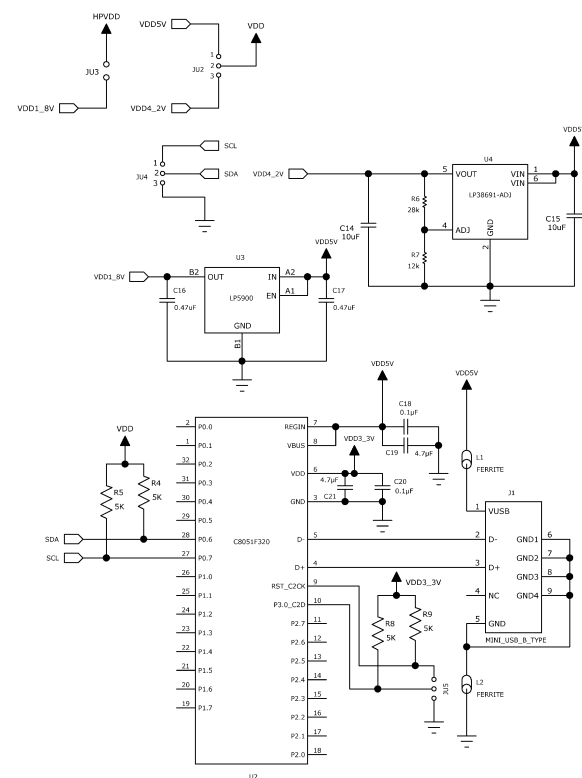 HPVDD
JU3
VDD1_8V
VDD5V
VDD
1
2
3
JU2
VDD4_2V
SCL
1
2
3
SDA
JU4
VDD4_2V
VDD5
U4
5
VOUT
VIN
1
VIN
6
LP38691-ADJ
R6
28k
4
ADJ
GND
2
R7
12k
C14
10uF
C15
10uF
U3
VDD5V
VDD1_8V
B2
OUT
IN
A2
EN
A1
LP5900
GND
B1
C16
0.47uF
C17
0.47uF
VDD5V
VDD5V
C18
0.1µF
C19
4.7µF
VDD3_3V
4.7µF
C21
C20
0.1µF
VDD
R5
5K
R4
5K
SDA
SCL
2 P0.0
1 P0.1
32 P0.2
31 P0.3
30 P0.4
29 P0.5
28 P0.6
27 P0.7
26 P1.0
25 P1.1
24 P1.2
23 P1.3
22 P1.4
21 P1.5
20 P1.6
19 P1.7
C8051F320
REGIN 7
VBUS 8
VDD 6
GND 3
D- 5
D+ 4
RST_C2CK 9
P3.0_C2D 10
P2.7 11
P2.6 12
P2.5 13
P2.4 14
P2.3 15
P2.2 16
P2.1 17
P2.0 18
U2
VDD3_3V
R8
5K
R9
5K
JU5
L1
FERRITE
J1
1 VUSB
2 D-
3 D+
4 NC
5 GND
GND1 6
GND2 7
GND3 8
GND4 9
MINI_USB_B_TYPE
L2
FERRITE